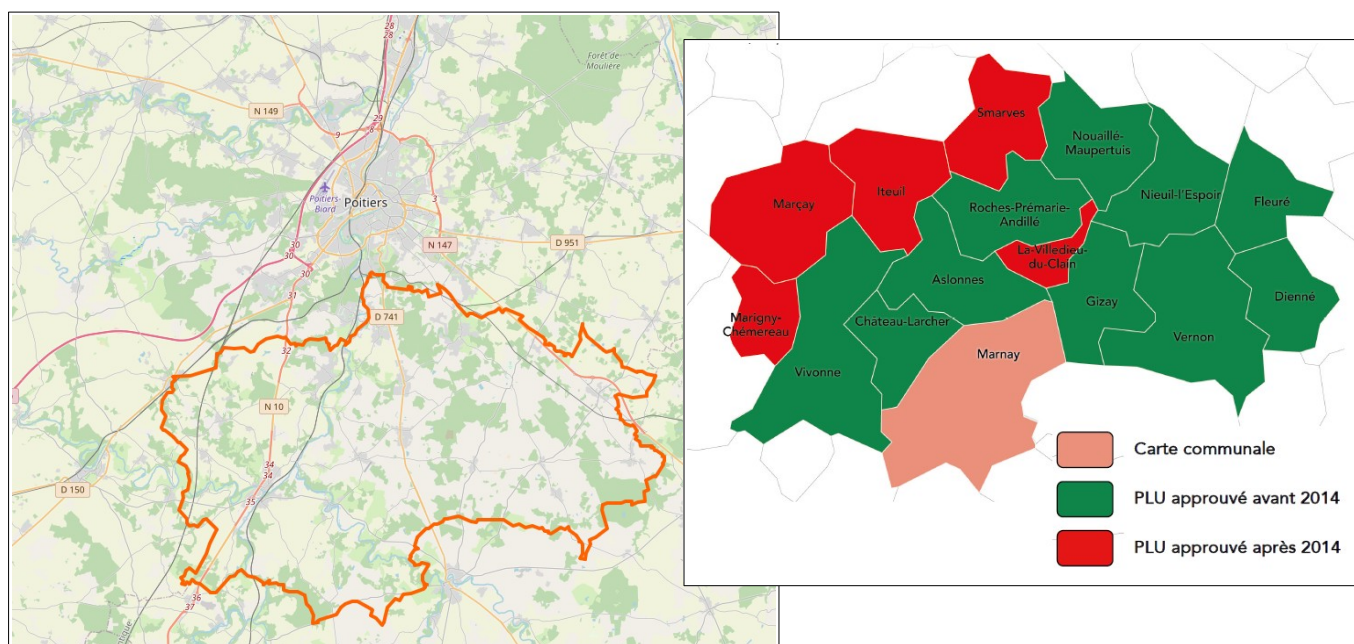 28
28
Forêt de
Moulière
N 149
29
9
8
Poitiers-
Biard
Poitiers
3
30
N 147
D 951
30
30
31
D 741
32
N 10
34
34
D 150
35
36
37
Smarves
Nouaillé-
Maupertuis
Iteuil
Marçay
Roches-Prémarie-
Andillé
Nieuil-l'Espoir
Fleuré
La-Villedieu-
du-Clain
Aslonnes
Gizay
Dienné
Marigny-
Chémereau
Château-Larcher
Marnay
Vernon
Vivonne
Carte communale
PLU approuvé avant 2014
PLU approuvé après 2014